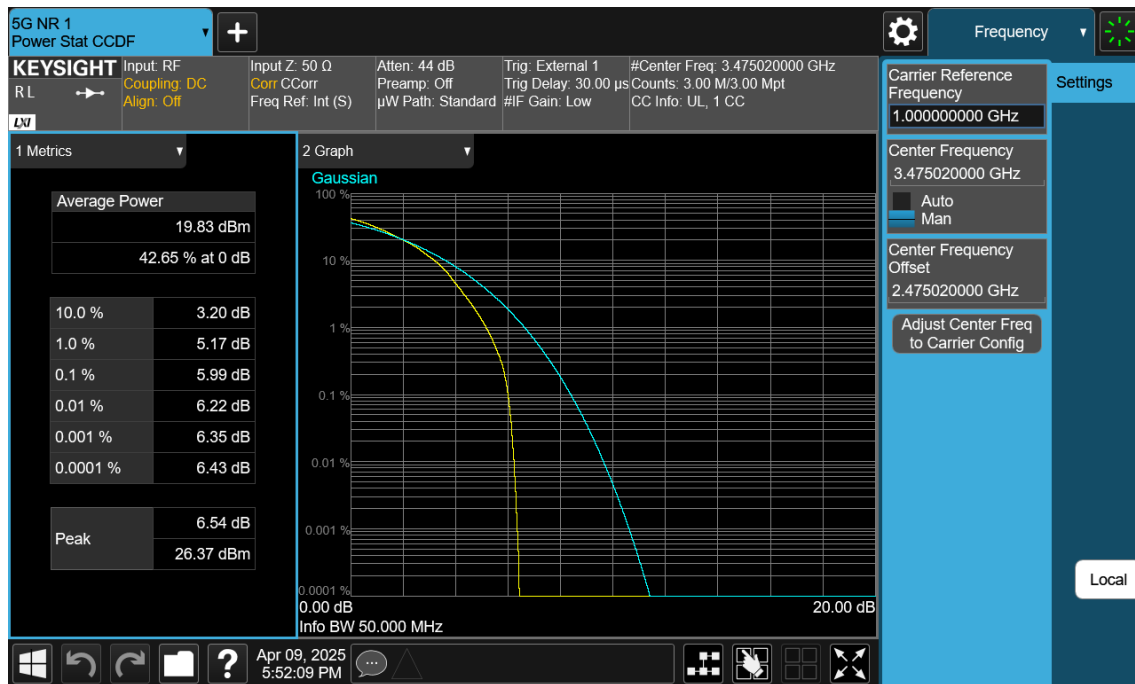 5G NR 1
Power Stat CCDF
+
Frequency
KEYSIGHT
R L
LXI
Input: RF
Coupling: DC
Align: Off
Input Z: 50 Ω
Corr CCorr
Freq Ref: Int (S)
Atten: 44 dB
Preamp: Off
µW Path: Standard
Trig: External 1
Trig Delay: 30.00 µs
#IF Gain: Low
#Center Freq: 3.475020000 GHz
Counts: 3.00 M/3.00 Mpt
CC Info: UL, 1 CC
1 Metrics
Average Power
19.83 dBm
42.65 % at 0 dB
10.0 % 3.20 dB
1.0 % 5.17 dB
0.1 % 5.99 dB
0.01 % 6.22 dB
0.001 % 6.35 dB
0.0001 % 6.43 dB
Peak
6.54 dB
26.37 dBm
2 Graph
Gaussian
100 %
10 %
1 %
0.1 %
0.01 %
0.001 %
0.0001 %
0.00 dB 20.00 dB
Info BW 50.000 MHz
Carrier Reference
Frequency
1.000000000 GHz
Center Frequency
3.475020000 GHz
Auto
Man
Center Frequency
Offset
2.475020000 GHz
Adjust Center Freq
to Carrier Config
Settings
Local
?
Apr 09, 2025
5:52:09 PM